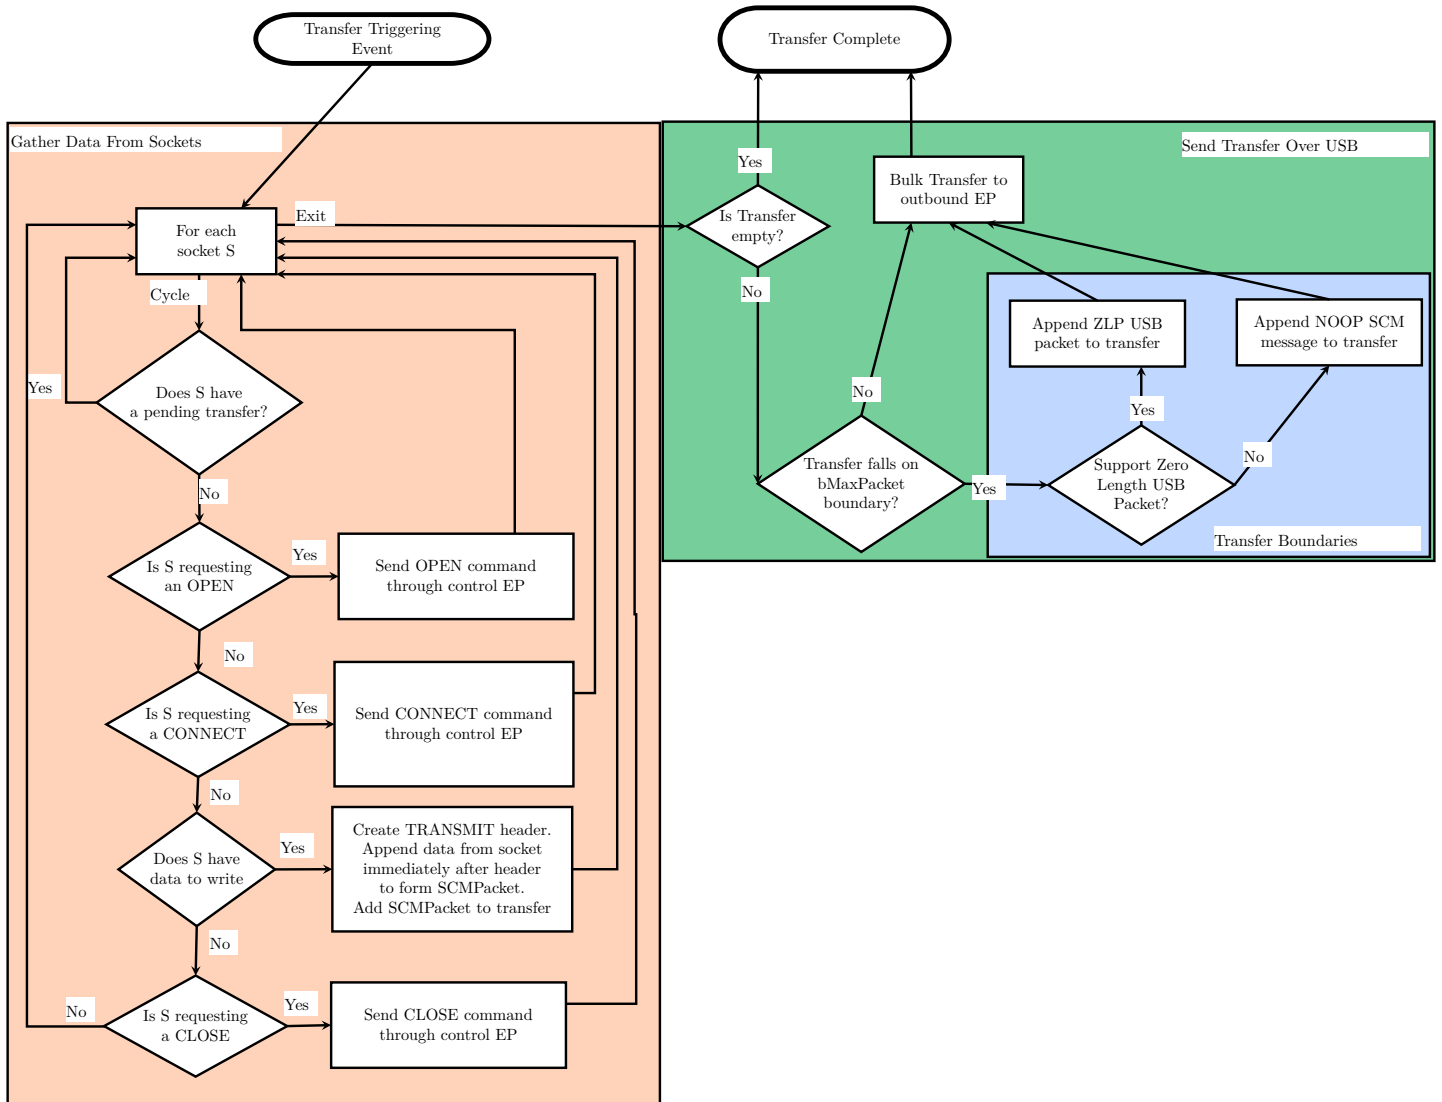 Transfer Triggering
Event
Transfer Complete
Gather Data From Sockets
For each
socket S
Exit
Cycle
Does S have
a pending transfer?
Yes
No
Is S requesting
an OPEN
Yes
Send OPEN command
through control EP
No
Is S requesting
a CONNECT
Yes
Send CONNECT command
through control EP
No
Does S have
data to write
Yes
Create TRANSMIT header.
Append data from socket
immediately after header
to form SCMPacket.
Add SCMPacket to transfer
No
Is S requesting
a CLOSE
No
Yes
Send CLOSE command
through control EP
Send Transfer Over USB
Yes
Is Transfer
empty?
No
Bulk Transfer to
outbound EP
No
Transfer falls on
bMaxPacket
boundary?
Yes
Append ZLP USB
packet to transfer
Append NOOP SCM
message to transfer
Yes
No
Support Zero
Length USB
Packet?
Transfer Boundaries